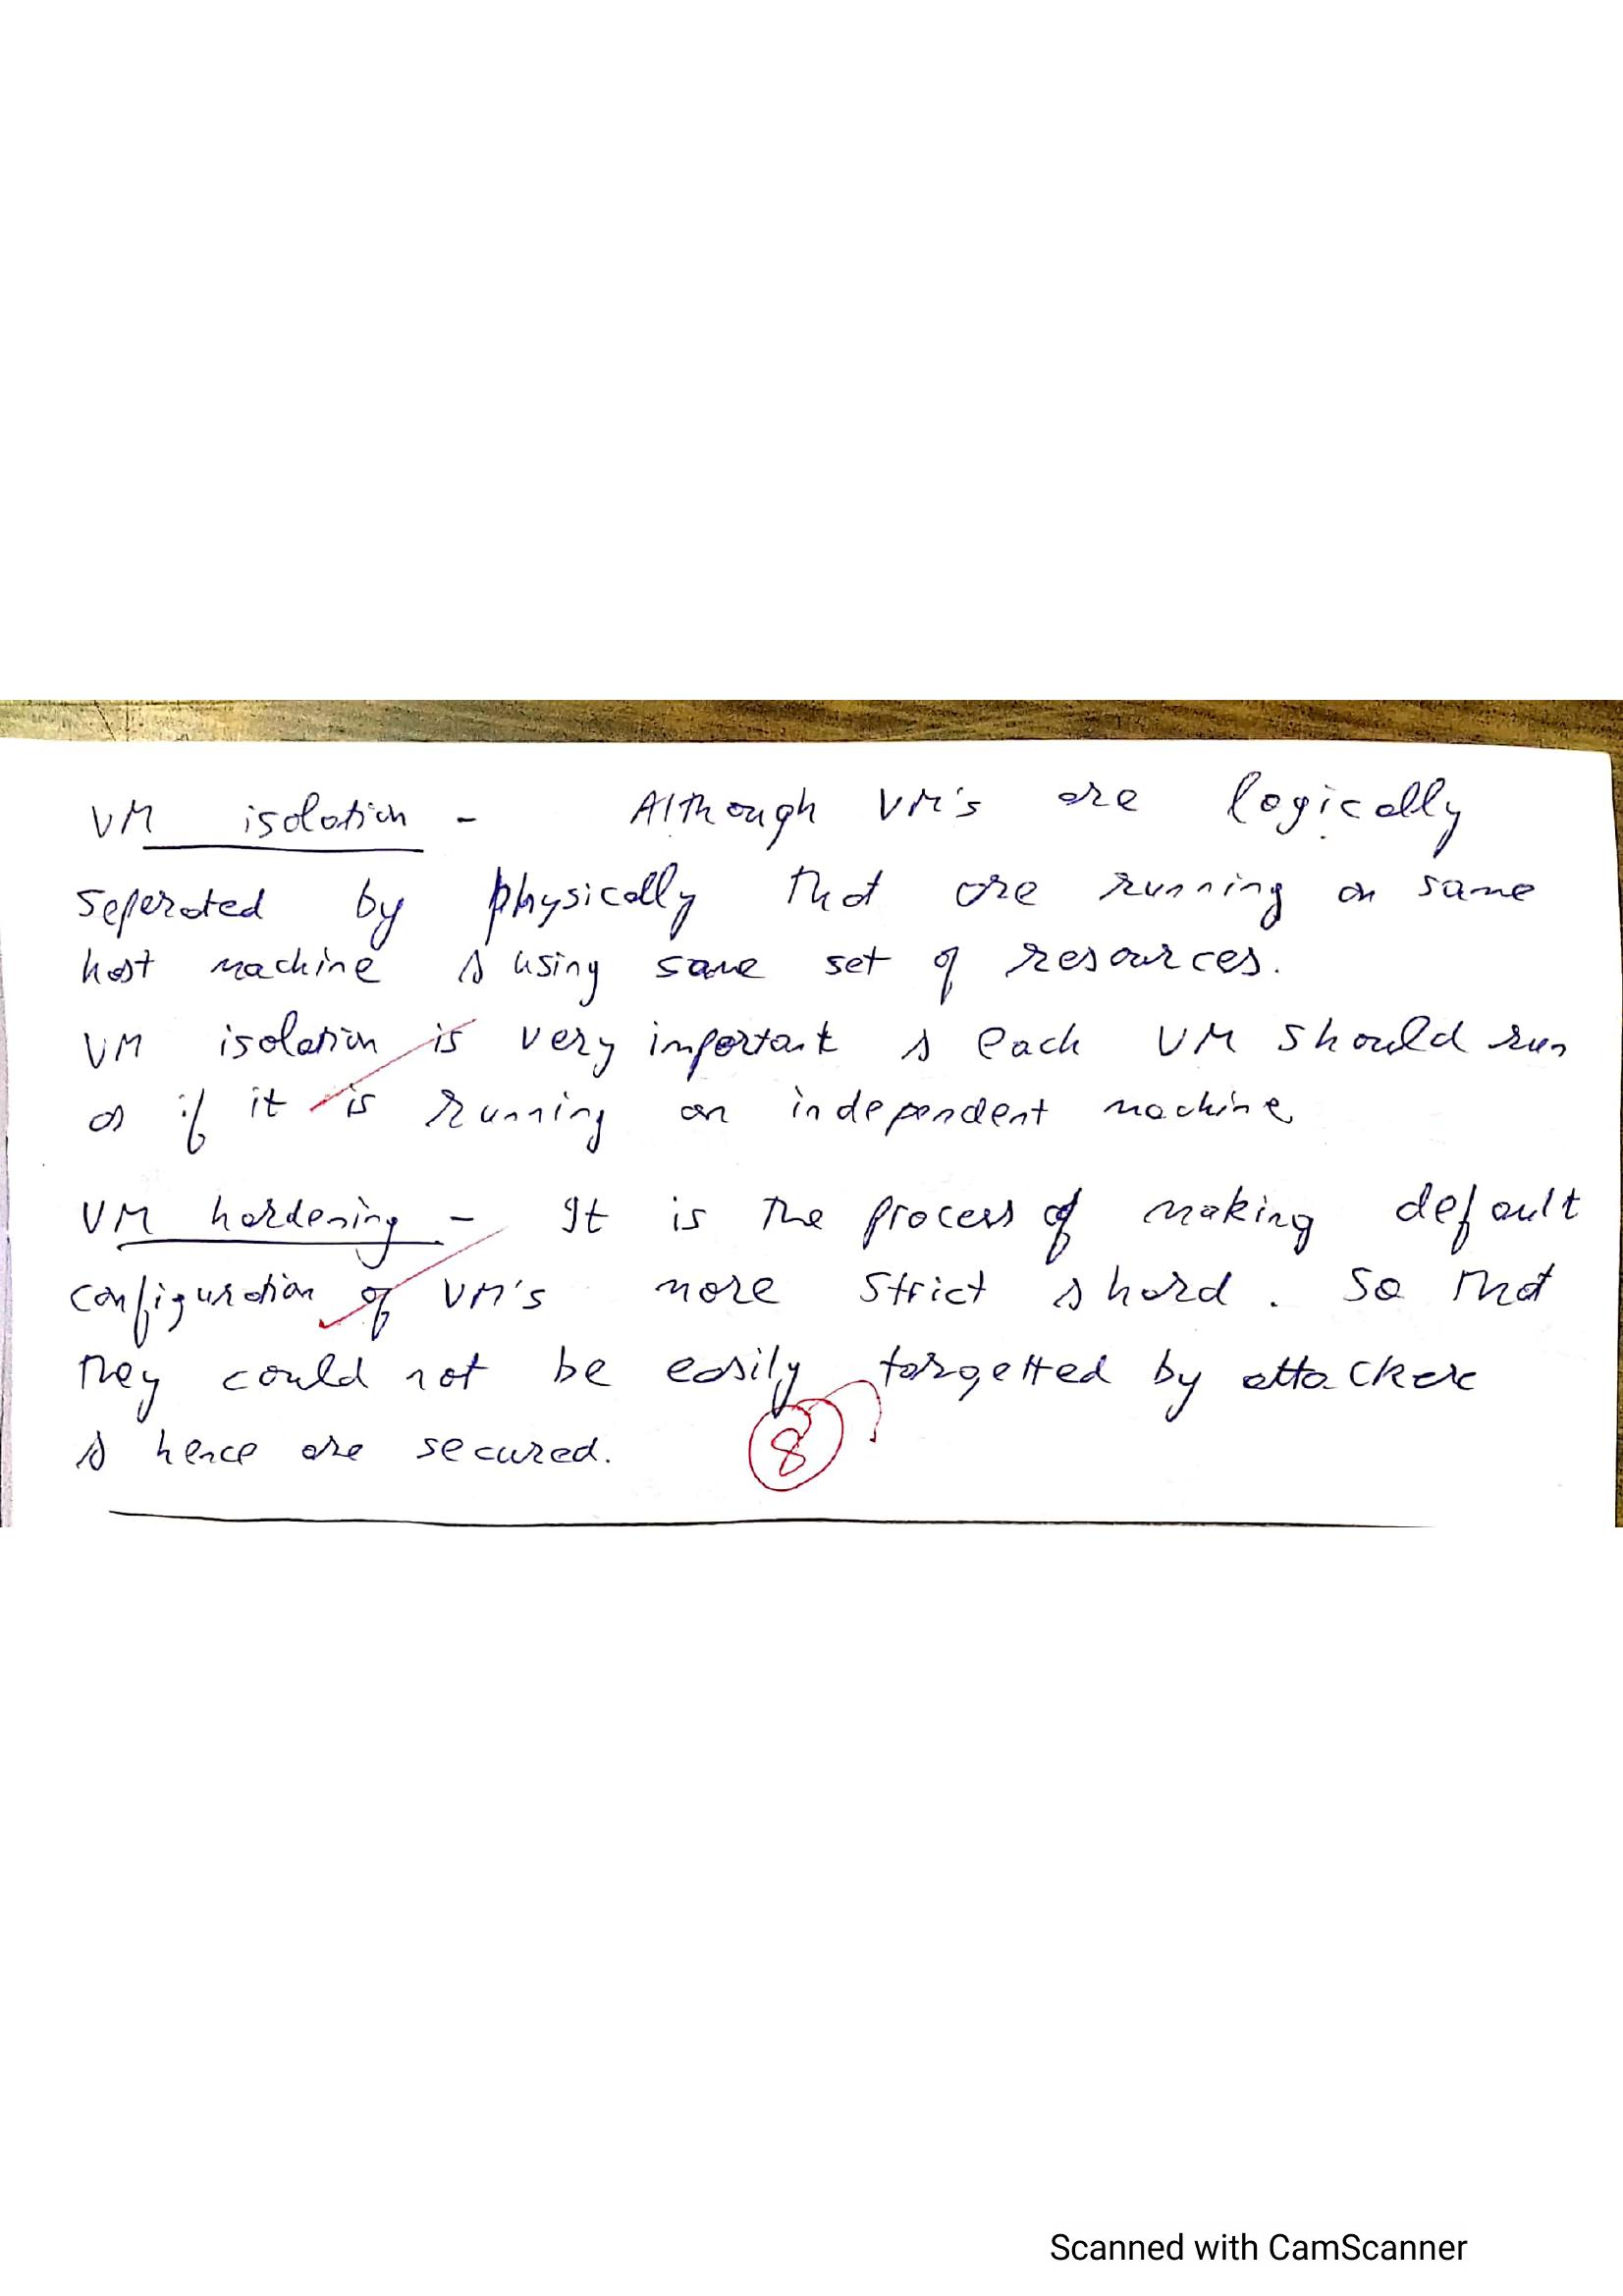 VM isolation - Although VM's are logically
seperated by physically that are running on same
host machine & using same set of resources.
VM isolation is very important & each VM should run
as if it is running on independent machine
VM hardening - It is the process of making default
configuration of VM's more strict & hard. So that
they could not be easily targetted by attacker
& hence are secured.
8
Scanned with CamScanner